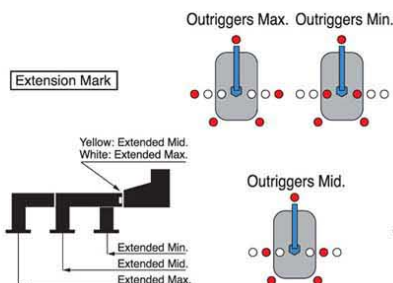 Outriggers Max. Outriggers Min.
Extension Mark
Yellow: Extended Mid.
White: Extended Max.
Outriggers Mid.
Extended Min.
Extended Mid.
Extended Max.